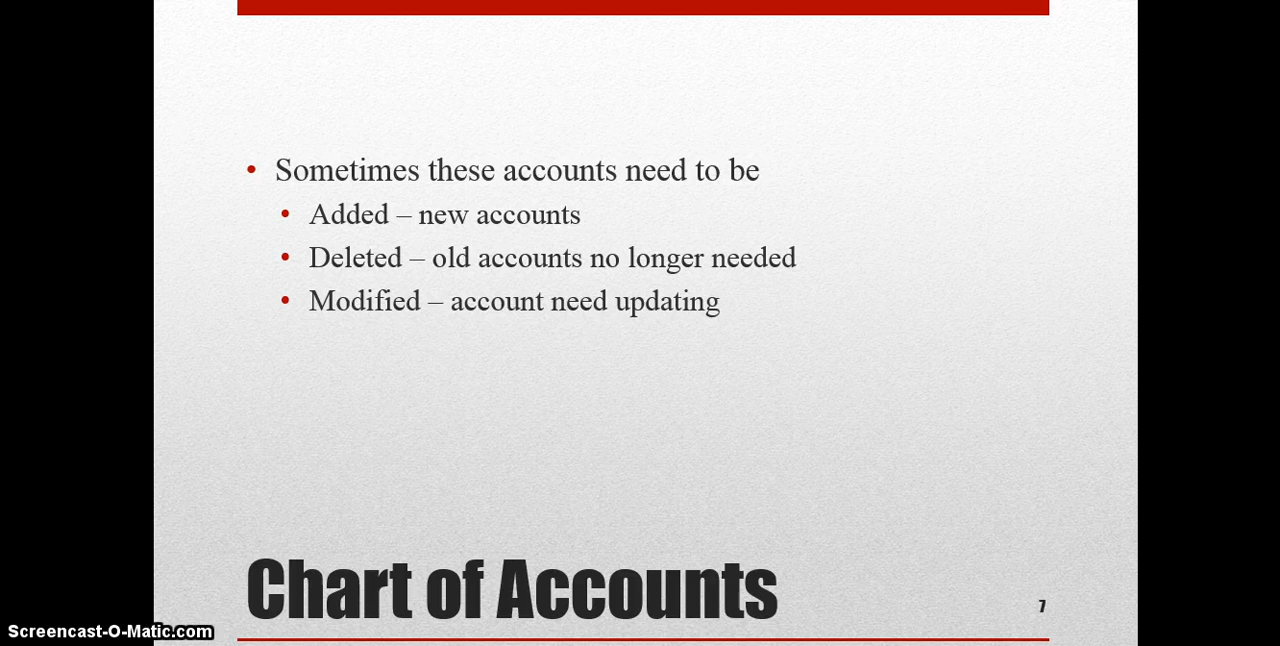 • Sometimes these accounts need to be
• Added – new accounts
• Deleted – old accounts no longer needed
• Modified – account need updating
Chart of Accounts
7
Screencast-O-Matic.com